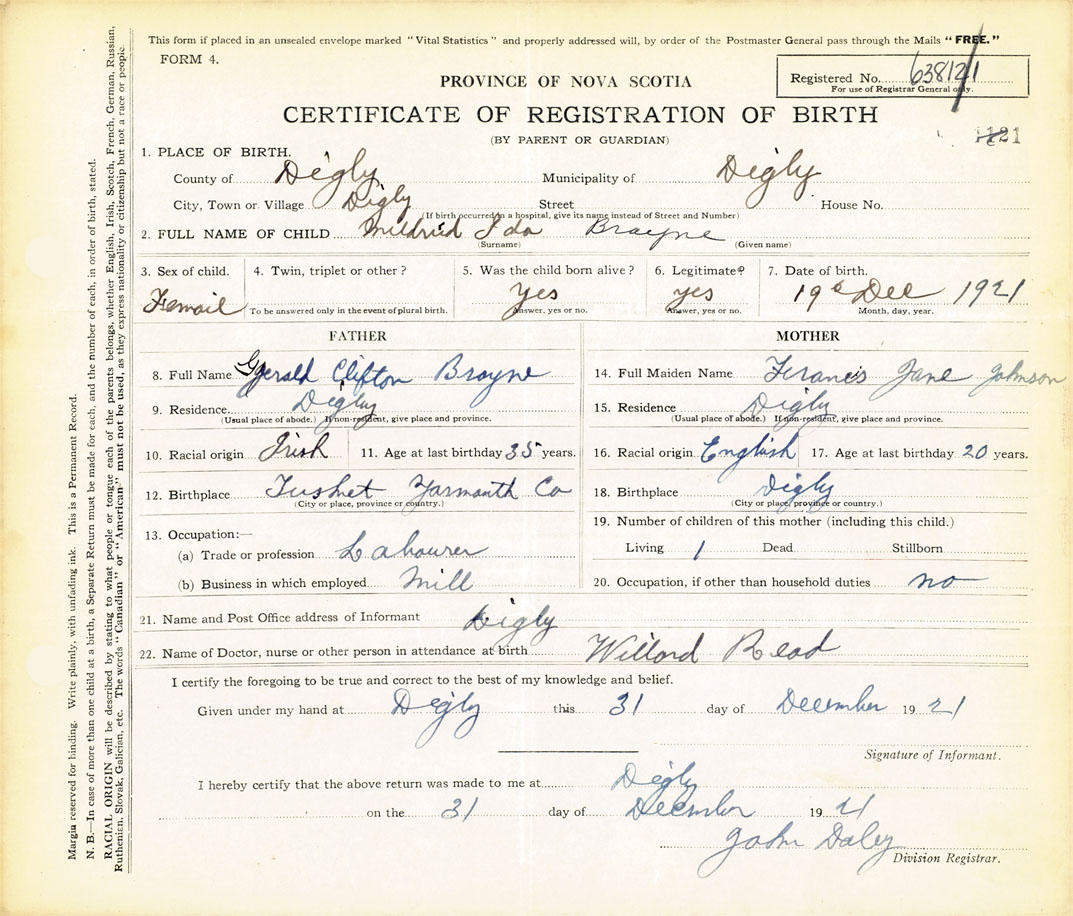 This form if placed in an unsealed envelope marked "Vital Statistics" and properly addressed will, by order of the Postmaster General pass through the Mails "FREE."
FORM 4.
PROVINCE OF NOVA SCOTIA
Registered No. 638121
For use of Registrar General only.
CERTIFICATE OF REGISTRATION OF BIRTH
(BY PARENT OR GUARDIAN)
1. PLACE OF BIRTH.
County of Digby Municipality of Digby
City, Town or Village Digby Street House No.
(If birth occurred in a hospital, give its name instead of Street and Number)
2. FULL NAME OF CHILD Mildrid Ida Brayne
(Surname) (Given name)
3. Sex of child. 4. Twin, triplet or other? 5. Was the child born alive? 6. Legitimate? 7. Date of birth.
Femail Yes yes 19 Dec 1921
To be answered only in the event of plural birth. Answer, yes or no. Answer, yes or no. Month, day, year.
FATHER
8. Full Name Gerald Clifton Brayne
9. Residence Digby
(Usual place of abode.) If non-resident, give place and province.
10. Racial origin Irish 11. Age at last birthday 35 years.
12. Birthplace Tusket Yarmouth Co
(City or place, province or country.)
13. Occupation:—
(a) Trade or profession Labourer
(b) Business in which employed Mill
MOTHER
14. Full Maiden Name Francis Jane Johnson
15. Residence Digby
(Usual place of abode.) If non-resident, give place and province.
16. Racial origin English 17. Age at last birthday 20 years.
18. Birthplace Digby
(City or place, province or country.)
19. Number of children of this mother (including this child.)
Living 1 Dead Stillborn
20. Occupation, if other than household duties no
21. Name and Post Office address of Informant Digby
22. Name of Doctor, nurse or other person in attendance at birth Willard Read
I certify the foregoing to be true and correct to the best of my knowledge and belief.
Given under my hand at Digby this 31 day of December 1921
Signature of Informant.
I hereby certify that the above return was made to me at Digby
on the 31 day of December 1921
John Daley
Division Registrar.
Margin reserved for binding. Write plainly, with unfading ink. This is a Permanent Record.
N. B.—In case of more than one child at a birth, a Separate Return must be made for each, and the number of each, in order of birth, stated.
RACIAL ORIGIN will be described by stating to what people or tongue each of the parents belongs, whether English, Irish, Scotch, French, German, Russian,
Ruthenian, Slovak, Galician, etc. The words "Canadian" or "American" must not be used, as they express nationality or citizenship but not a race or people.